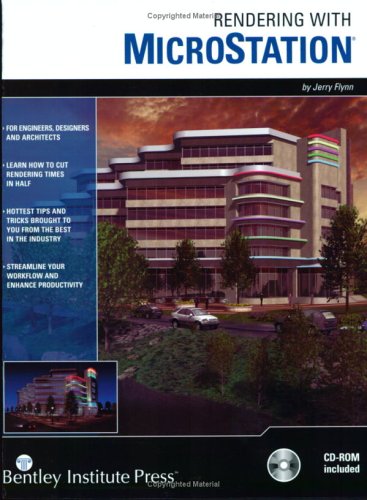 RENDERING WITH
MICROSTATION®
by Jerry Flynn
• FOR ENGINEERS, DESIGNERS
AND ARCHITECTS
• LEARN HOW TO CUT
RENDERING TIMES
IN HALF
• HOTTEST TIPS AND
TRICKS BROUGHT TO
YOU FROM THE BEST
IN THE INDUSTRY
• STREAMLINE YOUR
WORKFLOW AND
ENHANCE PRODUCTIVITY
Copyrighted Material
Copyrighted Material
Bentley Institute Press™
CD-ROM
included